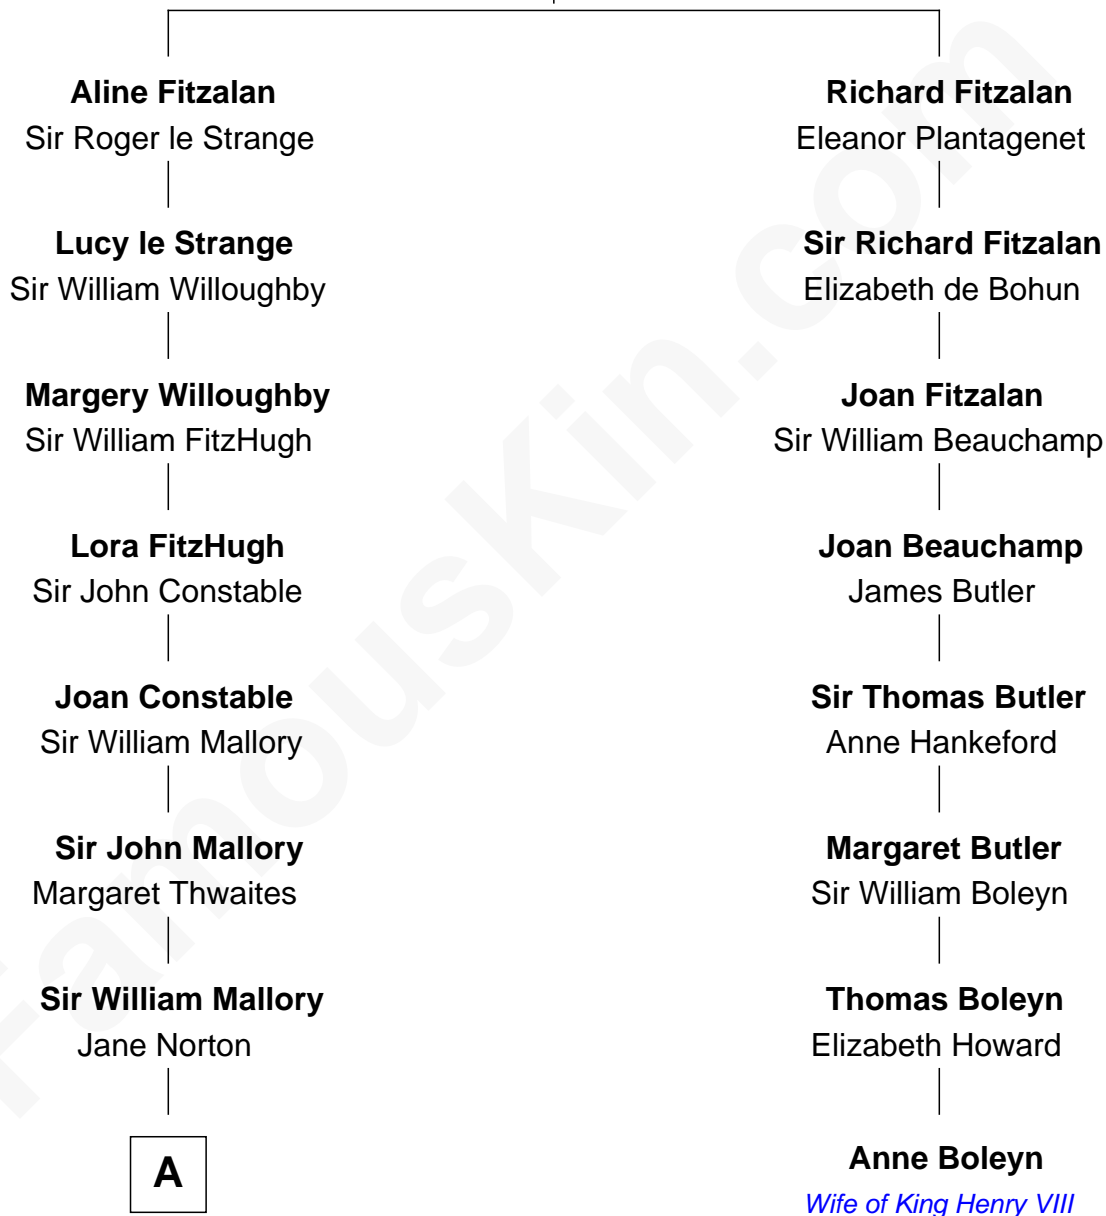 Aline Fitzalan
Sir Roger le Strange
Lucy le Strange
Sir William Willoughby
Margery Willoughby
Sir William FitzHugh
Lora FitzHugh
Sir John Constable
Joan Constable
Sir William Mallory
Sir John Mallory
Margaret Thwaites
Sir William Mallory
Jane Norton
A
Richard Fitzalan
Eleanor Plantagenet
Sir Richard Fitzalan
Elizabeth de Bohun
Joan Fitzalan
Sir William Beauchamp
Joan Beauchamp
James Butler
Sir Thomas Butler
Anne Hankeford
Margaret Butler
Sir William Boleyn
Thomas Boleyn
Elizabeth Howard
Anne Boleyn
Wife of King Henry VIII
FamousKin.com